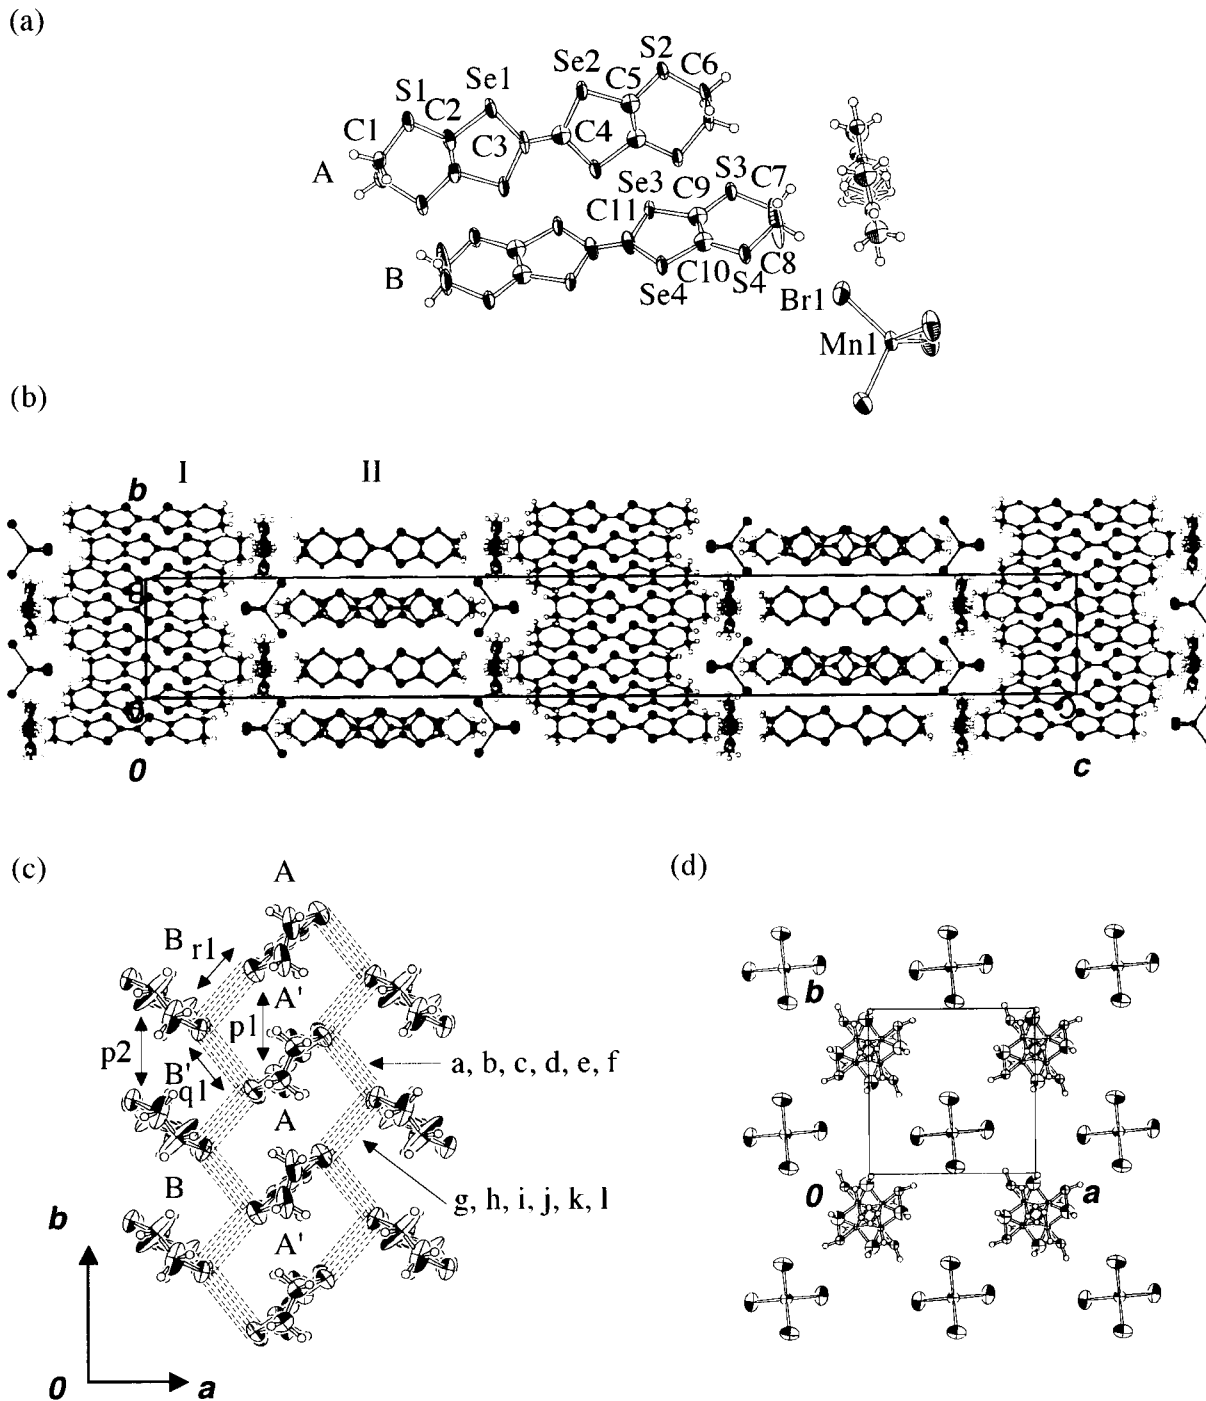 (a)
S2
Se2 C5 C6
Se1
S1 C2
C1 C3 C4
A
S3
Se3 C9 C7
C11
B
C10 S4 C8
Se4
Br1
Mn1
(b)
I II
b
0 c
(c)
(d)
A
B r1
A'
b
p1
p2
a, b, c, d, e, f
B'
q1
A
0 a
B
g, h, i, j, k, l
b
A'
0 a